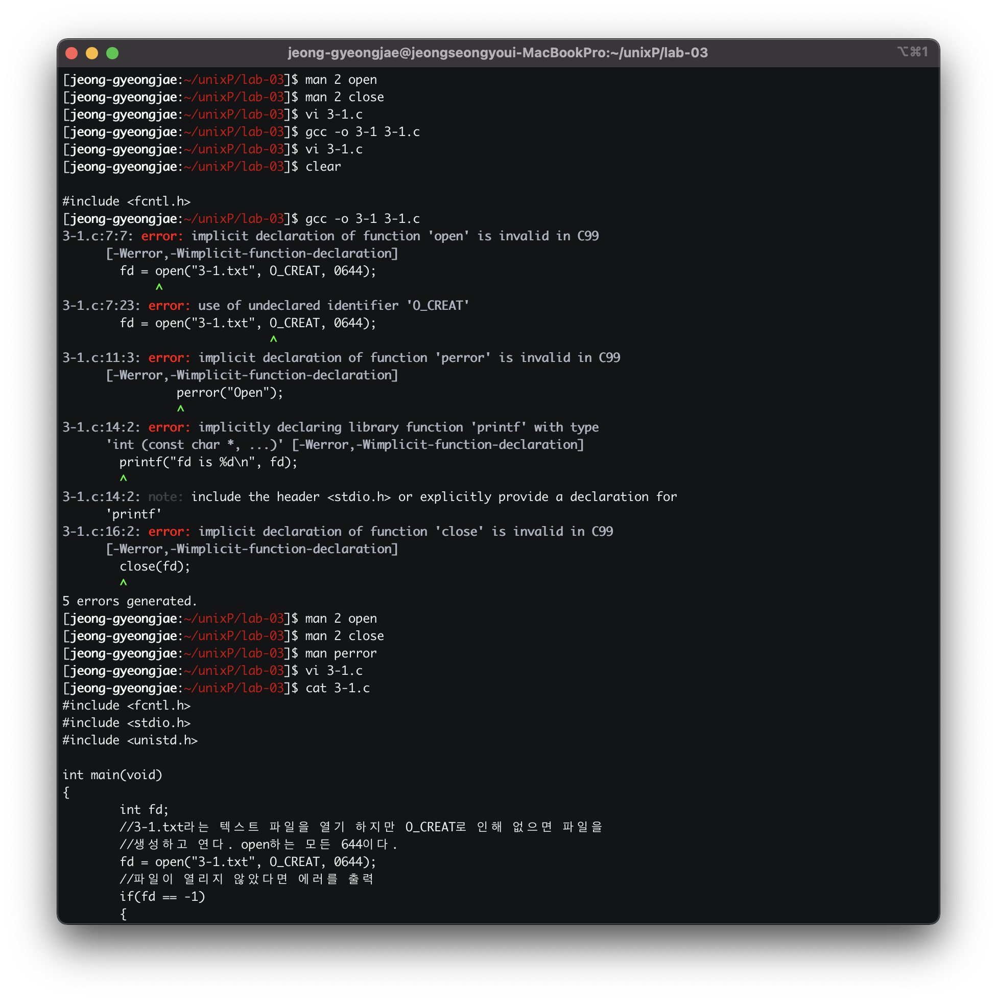 jeong-gyeongjae@jeongseongyoui-MacBookPro:~/unixP/lab-03
⌥⌘1
[jeong-gyeongjae:~/unixP/lab-03]$ man 2 open
[jeong-gyeongjae:~/unixP/lab-03]$ man 2 close
[jeong-gyeongjae:~/unixP/lab-03]$ vi 3-1.c
[jeong-gyeongjae:~/unixP/lab-03]$ gcc -o 3-1 3-1.c
[jeong-gyeongjae:~/unixP/lab-03]$ vi 3-1.c
[jeong-gyeongjae:~/unixP/lab-03]$ clear
#include <fcntl.h>
[jeong-gyeongjae:~/unixP/lab-03]$ gcc -o 3-1 3-1.c
3-1.c:7:7: error: implicit declaration of function 'open' is invalid in C99
[-Werror,-Wimplicit-function-declaration]
fd = open("3-1.txt", O_CREAT, 0644);
^
3-1.c:7:23: error: use of undeclared identifier 'O_CREAT'
fd = open("3-1.txt", O_CREAT, 0644);
^
3-1.c:11:3: error: implicit declaration of function 'perror' is invalid in C99
[-Werror,-Wimplicit-function-declaration]
perror("Open");
^
3-1.c:14:2: error: implicitly declaring library function 'printf' with type
'int (const char *, ...)' [-Werror,-Wimplicit-function-declaration]
printf("fd is %d\n", fd);
^
3-1.c:14:2: note: include the header <stdio.h> or explicitly provide a declaration for
'printf'
3-1.c:16:2: error: implicit declaration of function 'close' is invalid in C99
[-Werror,-Wimplicit-function-declaration]
close(fd);
^
5 errors generated.
[jeong-gyeongjae:~/unixP/lab-03]$ man 2 open
[jeong-gyeongjae:~/unixP/lab-03]$ man 2 close
[jeong-gyeongjae:~/unixP/lab-03]$ man perror
[jeong-gyeongjae:~/unixP/lab-03]$ vi 3-1.c
[jeong-gyeongjae:~/unixP/lab-03]$ cat 3-1.c
#include <fcntl.h>
#include <stdio.h>
#include <unistd.h>
int main(void)
{
int fd;
//3-1.txt라는 텍스트 파일을 열기 하지만 O_CREAT로 인해 없으면 파일을
//생성하고 연다. open하는 모든 644이다.
fd = open("3-1.txt", O_CREAT, 0644);
//파일이 열리지 않았다면 에러를 출력
if(fd == -1)
{